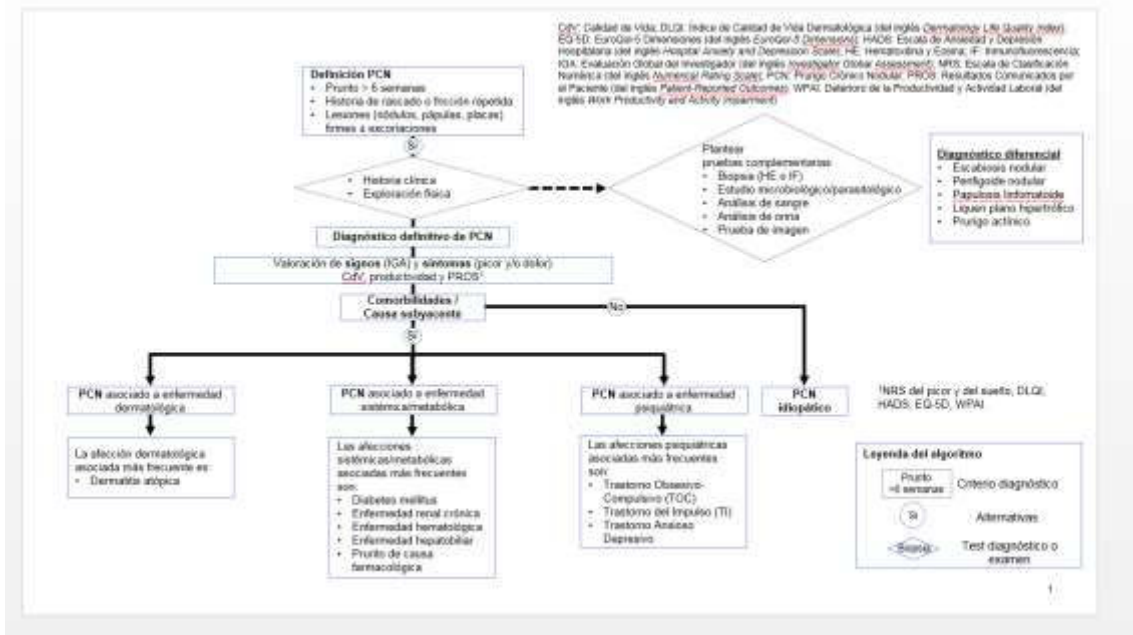 CdV: Calidad de Vida; DLQI: Índice de Calidad de Vida Dermatológica (del inglés Dermatology Life Quality Index);
EQ-5D: EuroQol-5 Dimensiones (del inglés EuroQol-5 Dimensions); HADS: Escala de Ansiedad y Depresión
Hospitalaria (del inglés Hospital Anxiety and Depression Scale); HE: Hematoxilina y Eosina; IF: Inmunofluorescencia;
IGA: Evaluación Global del Investigador (del inglés Investigator Global Assessment); NRS: Escala de Clasificación
Numérica (del inglés Numerical Rating Scale); PCN: Prurigo Crónico Nodular; PROS: Resultados Comunicados por
el Paciente (del inglés Patient-Reported Outcomes); WPAI: Deterioro de la Productividad y Actividad Laboral (del
inglés Work Productivity and Activity Impairment)
Definición PCN
• Prurito > 6 semanas
• Historia de rascado o fricción repetida
• Lesiones (nódulos, pápulas, placas)
firmes a excoriaciones
Sí
• Historia clínica
• Exploración física
Plantear
pruebas complementarias
• Biopsia (HE e IF)
• Estudio microbiológico/parasitológico
• Análisis de sangre
• Análisis de orina
• Prueba de imagen
Diagnóstico diferencial
• Escabiosis nodular
• Penfigoide nodular
• Papulosis linfomatoide
• Liquen plano hipertrófico
• Prurigo actínico
Diagnóstico definitivo de PCN
Valoración de signos (IGA) y síntomas (picor y/o dolor)
CdV, productividad y PROS¹
Comorbilidades /
Causa subyacente
No
Sí
PCN asociado a enfermedad
dermatológica
PCN asociado a enfermedad
sistémica/metabólica
PCN asociado a enfermedad
psiquiátrica
PCN
idiopático
¹NRS del picor y del sueño, DLQI,
HADS, EQ-5D, WPAI
La afección dermatológica
asociada más frecuente es:
• Dermatitis atópica
Las afecciones
sistémicas/metabólicas
asociadas más frecuentes
son:
• Diabetes mellitus
• Enfermedad renal crónica
• Enfermedad hematológica
• Enfermedad hepatobiliar
• Prurito de causa
farmacológica
Las afecciones psiquiátricas
asociadas más frecuentes
son:
• Trastorno Obsesivo-
Compulsivo (TOC)
• Trastorno del Impulso (TI)
• Trastorno Ansioso
Depresivo
Leyenda del algoritmo
Prurito
>6 semanas
Criterio diagnóstico
Sí
Alternativas
Biopsia
Test diagnóstico o
examen
1